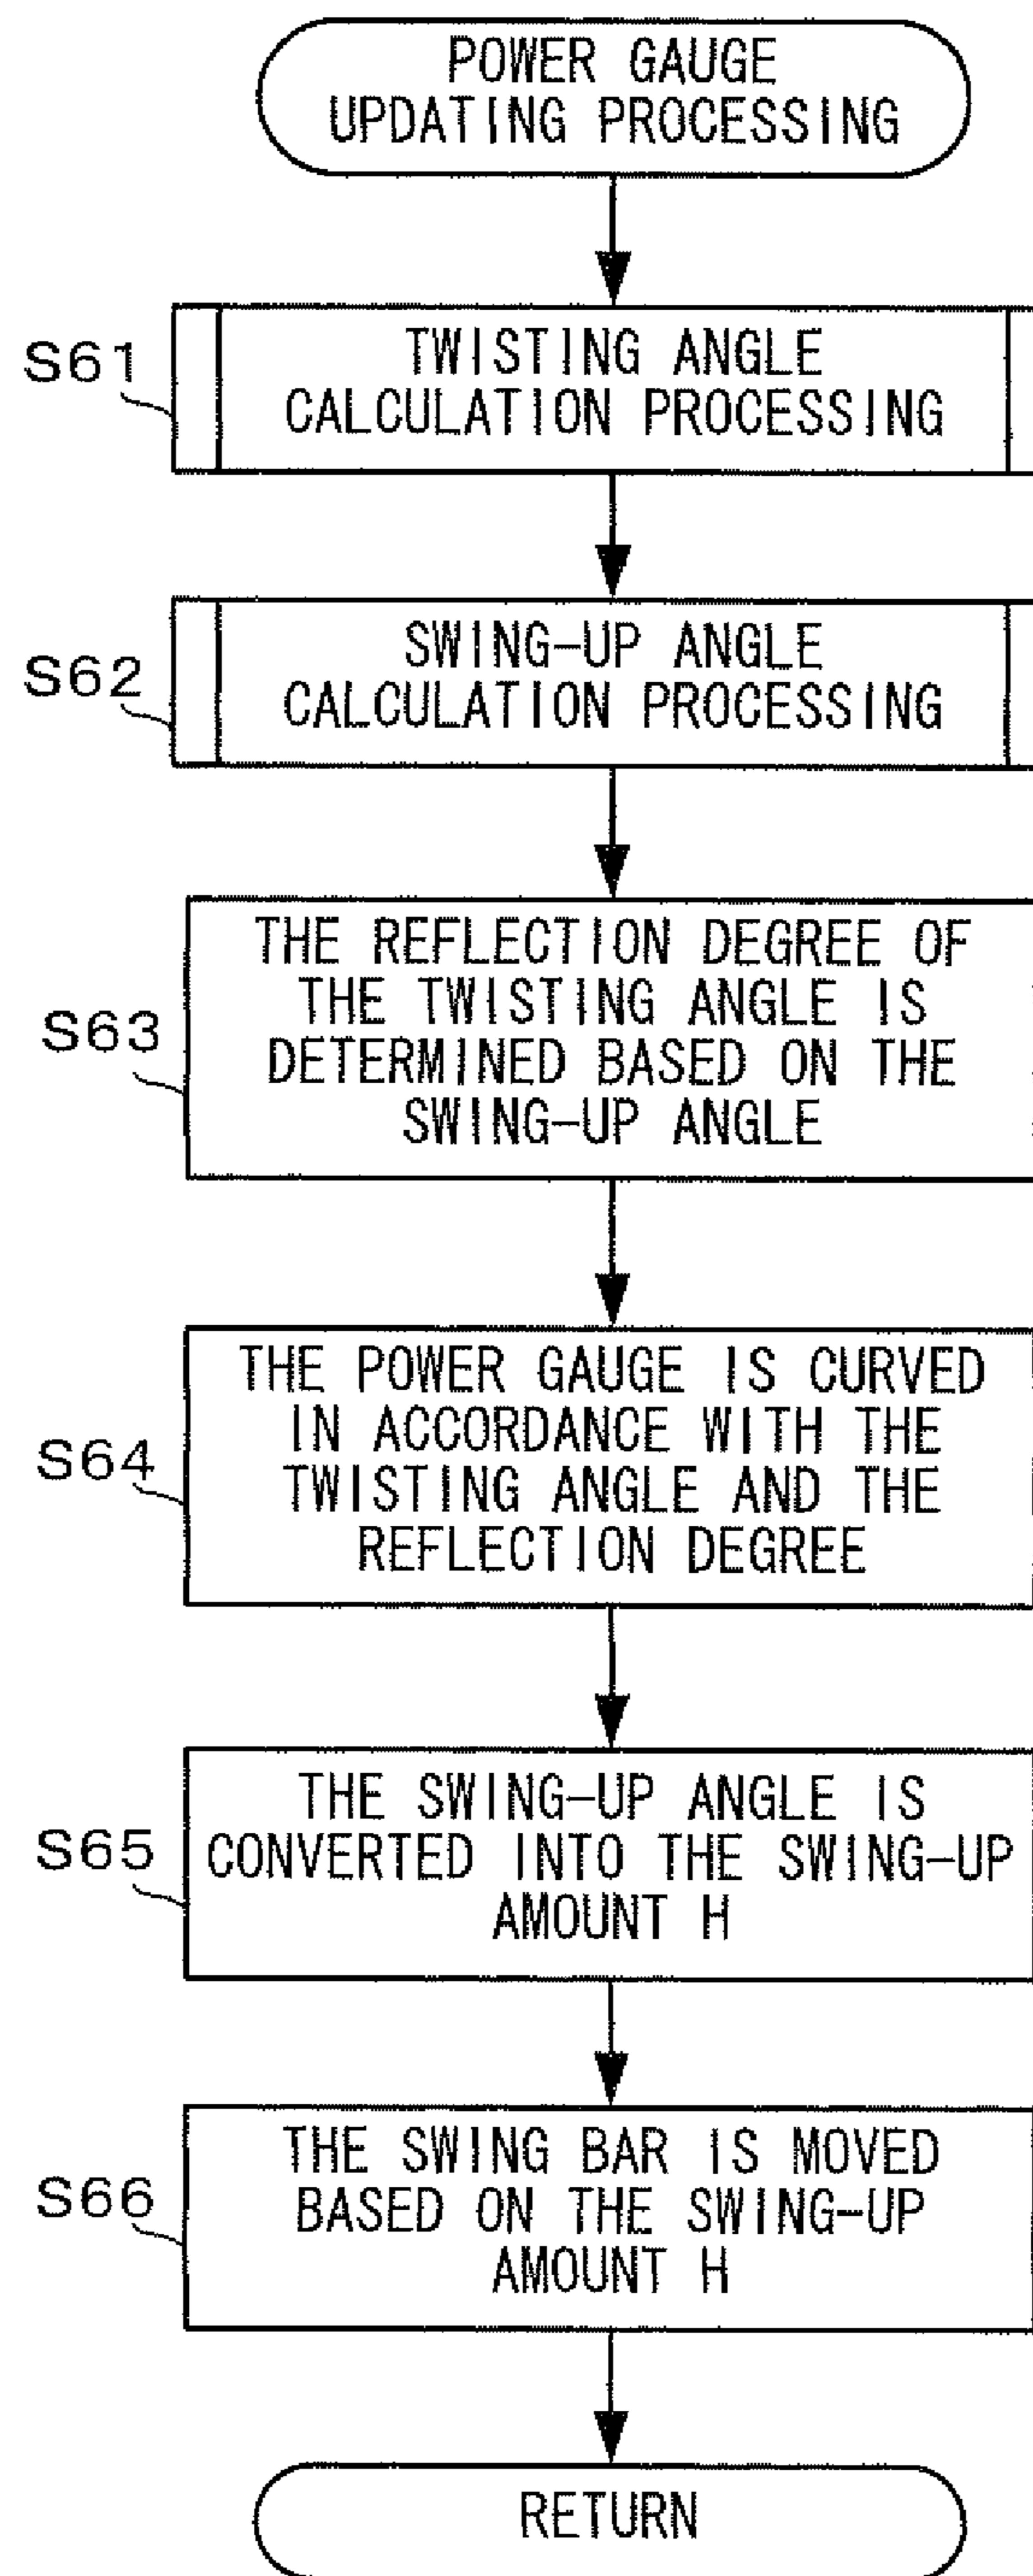 POWER GAUGE
UPDATING PROCESSING
S61
TWISTING ANGLE
CALCULATION PROCESSING
S62
SWING-UP ANGLE
CALCULATION PROCESSING
S63
THE REFLECTION DEGREE OF
THE TWISTING ANGLE IS
DETERMINED BASED ON THE
SWING-UP ANGLE
S64
THE POWER GAUGE IS CURVED
IN ACCORDANCE WITH THE
TWISTING ANGLE AND THE
REFLECTION DEGREE
S65
THE SWING-UP ANGLE IS
CONVERTED INTO THE SWING-UP
AMOUNT H
S66
THE SWING BAR IS MOVED
BASED ON THE SWING-UP
AMOUNT H
RETURN